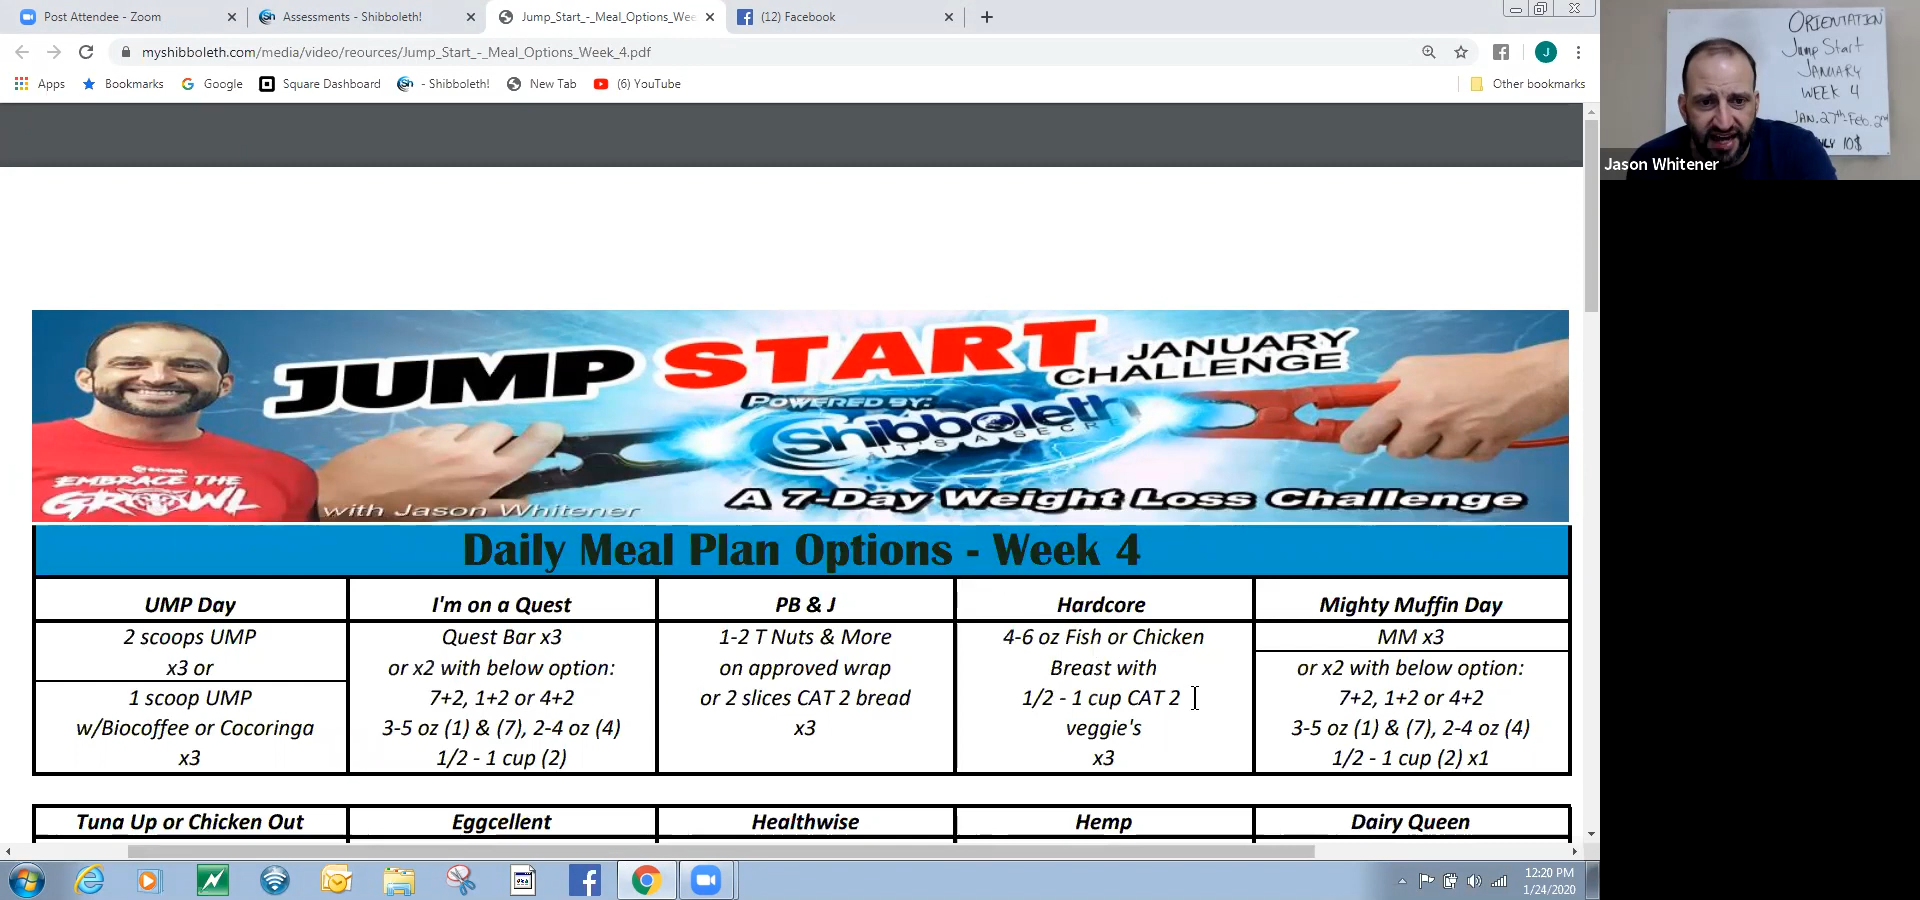 Post Attendee - Zoom
Assessments - Shibboleth!
Jump_Start_-_Meal_Options_Wee
(12) Facebook
myshibboleth.com/media/video/reources/Jump_Start_-_Meal_Options_Week_4.pdf
J
Apps
Bookmarks
Google
Square Dashboard
- Shibboleth!
New Tab
(6) YouTube
Other bookmarks
ORIENTATION
Jump Start
JANUARY
WEEK 4
JAN. 27th-Feb. 2nd
10$
Jason Whitener
JUMP START JANUARY
CHALLENGE
POWERED BY:
Shibboleth
IT'S A SECRE
EMBRACE THE
GROWL
with Jason Whitener
A 7-Day Weight Loss Challenge
Daily Meal Plan Options - Week 4
UMP Day
I'm on a Quest
PB & J
Hardcore
Mighty Muffin Day
2 scoops UMP
x3 or
1 scoop UMP
w/Biocoffee or Cocoringa
x3
Quest Bar x3
or x2 with below option:
7+2, 1+2 or 4+2
3-5 oz (1) & (7), 2-4 oz (4)
1/2 - 1 cup (2)
1-2 T Nuts & More
on approved wrap
or 2 slices CAT 2 bread
x3
4-6 oz Fish or Chicken
Breast with
1/2 - 1 cup CAT 2
veggie's
x3
MM x3
or x2 with below option:
7+2, 1+2 or 4+2
3-5 oz (1) & (7), 2-4 oz (4)
1/2 - 1 cup (2) x1
Tuna Up or Chicken Out
Eggcellent
Healthwise
Hemp
Dairy Queen
12:20 PM
1/24/2020